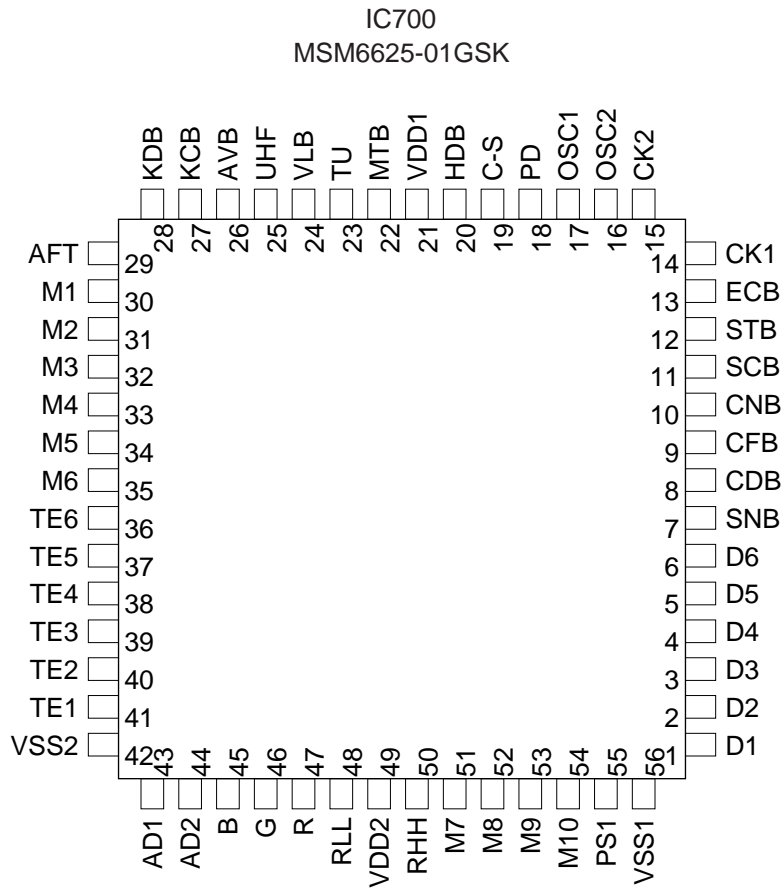 IC700
MSM6625-01GSK
KDB KCB AVB UHF VLB TU MTB VDD1 HDB C-S PD OSC1 OSC2 CK2
28 27 26 25 24 23 22 21 20 19 18 17 16 15
AFT 29 14 CK1
M1 30 13 ECB
M2 31 12 STB
M3 32 11 SCB
M4 33 10 CNB
M5 34 9 CFB
M6 35 8 CDB
TE6 36 7 SNB
TE5 37 6 D6
TE4 38 5 D5
TE3 39 4 D4
TE2 40 3 D3
TE1 41 2 D2
VSS2 42 1 D1
43 44 45 46 47 48 49 50 51 52 53 54 55 56
AD1 AD2 B G R RLL VDD2 RHH M7 M8 M9 M10 PS1 VSS1